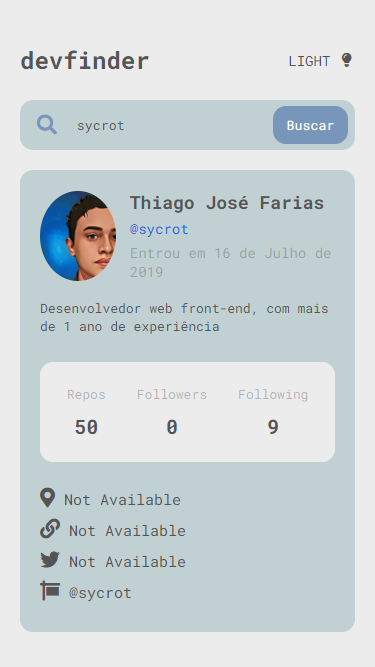 devfinder
LIGHT
sycrot
Buscar
Thiago José Farias
@sycrot
Entrou em 16 de Julho de
2019
Desenvolvedor web front-end, com mais
de 1 ano de experiência
Repos Followers Following
50 0 9
Not Available
Not Available
Not Available
@sycrot